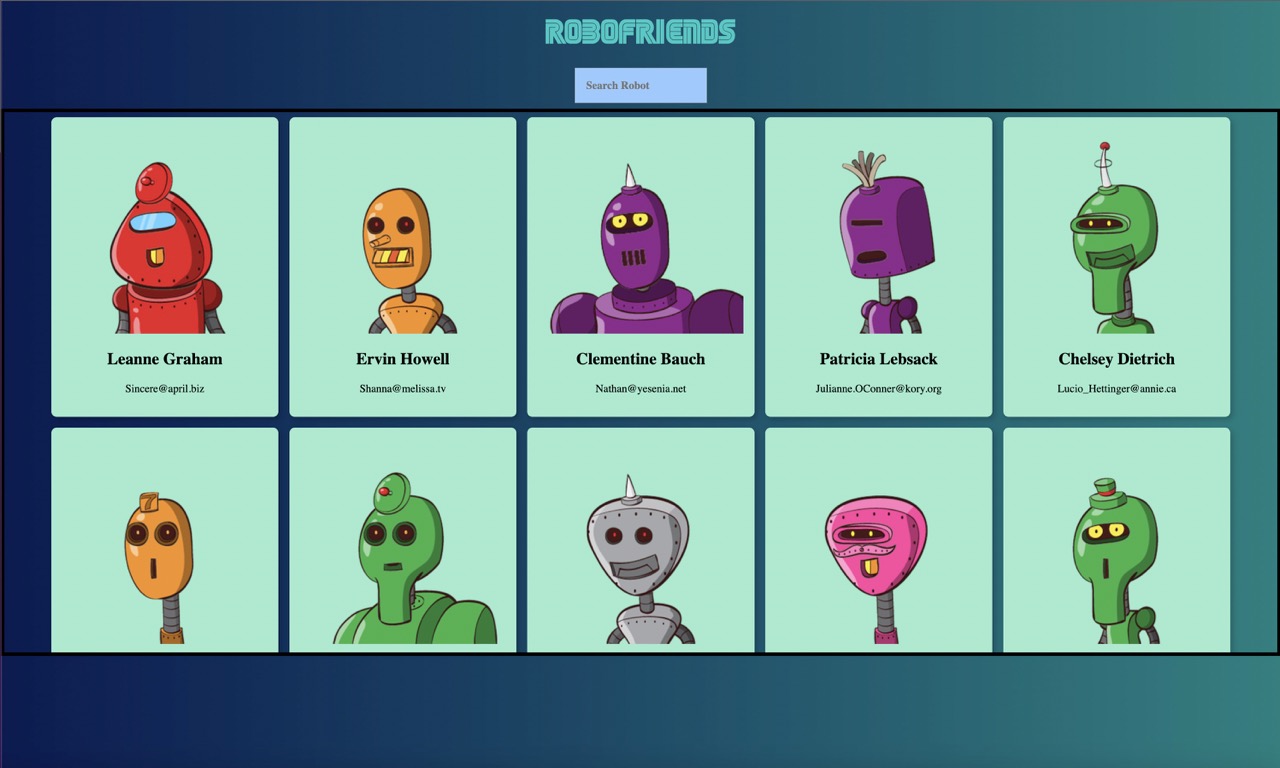 ROBOFRIENDS
Search Robot
Leanne Graham
Ervin Howell
Clementine Bauch
Patricia Lebsack
Chelsey Dietrich
Sincere@april.biz
Shanna@melissa.tv
Nathan@yesenia.net
Julianne.OConner@kory.org
Lucio_Hettinger@annie.ca
7